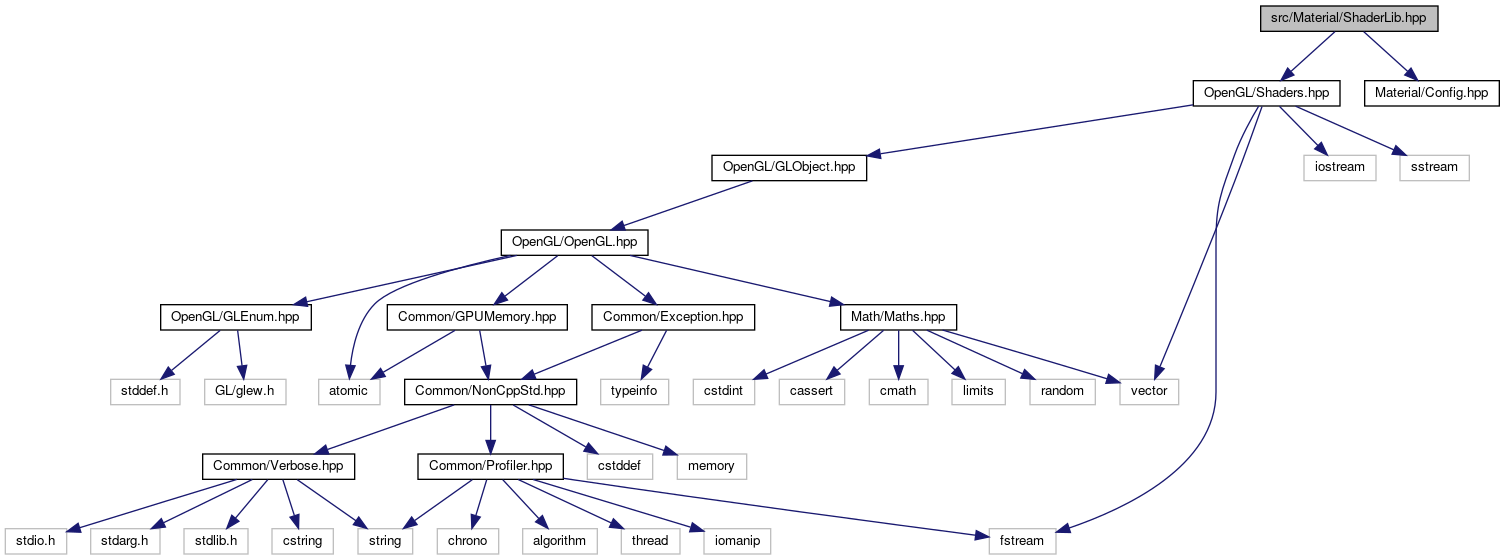 src/Material/ShaderLib.hpp
OpenGL/Shaders.hpp
Material/Config.hpp
OpenGL/GLObject.hpp
iostream
sstream
OpenGL/OpenGL.hpp
OpenGL/GLEnum.hpp
Common/GPUMemory.hpp
Common/Exception.hpp
Math/Maths.hpp
stddef.h
GL/glew.h
atomic
Common/NonCppStd.hpp
typeinfo
cstdint
cassert
cmath
limits
random
vector
Common/Verbose.hpp
Common/Profiler.hpp
cstddef
memory
stdio.h
stdarg.h
stdlib.h
cstring
string
chrono
algorithm
thread
iomanip
fstream